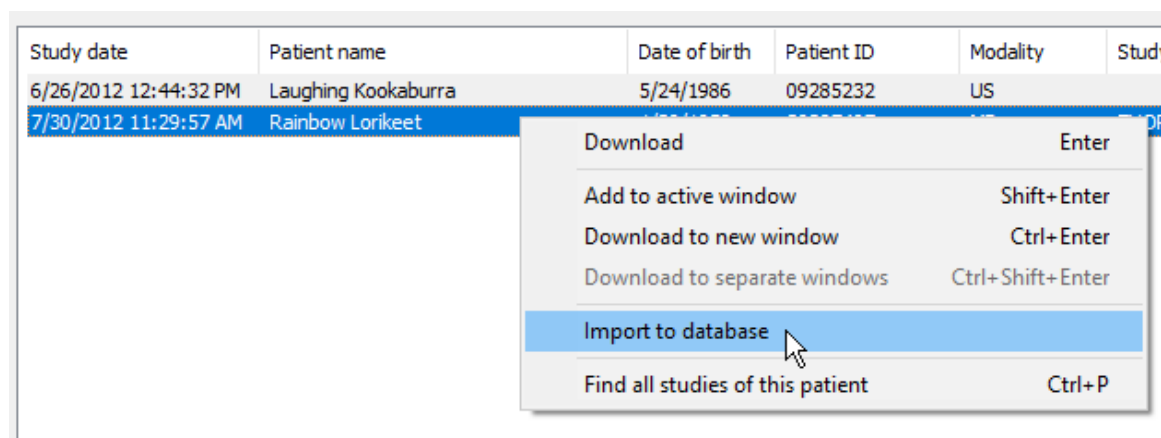 Study date Patient name Date of birth Patient ID Modality
6/26/2012 12:44:32 PM Laughing Kookaburra 5/24/1986 09285232 US
7/30/2012 11:29:57 AM Rainbow Lorikeet
Download Enter
Add to active window Shift+Enter
Download to new window Ctrl+Enter
Download to separate windows Ctrl+Shift+Enter
Import to database
Find all studies of this patient Ctrl+P